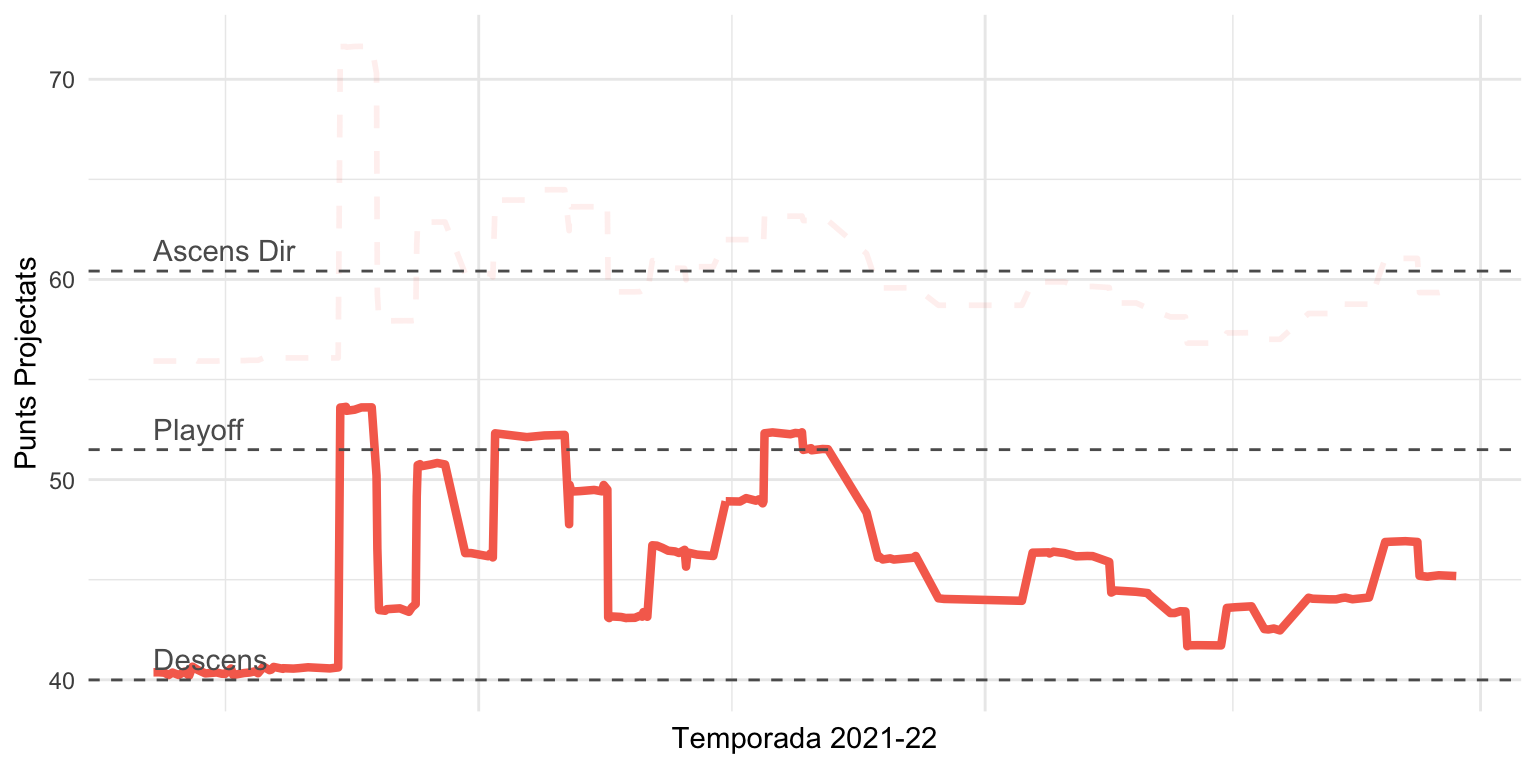 70
Ascens Dir
60
Punts Projectats
Playoff
50
Descens
40
Temporada 2021-22